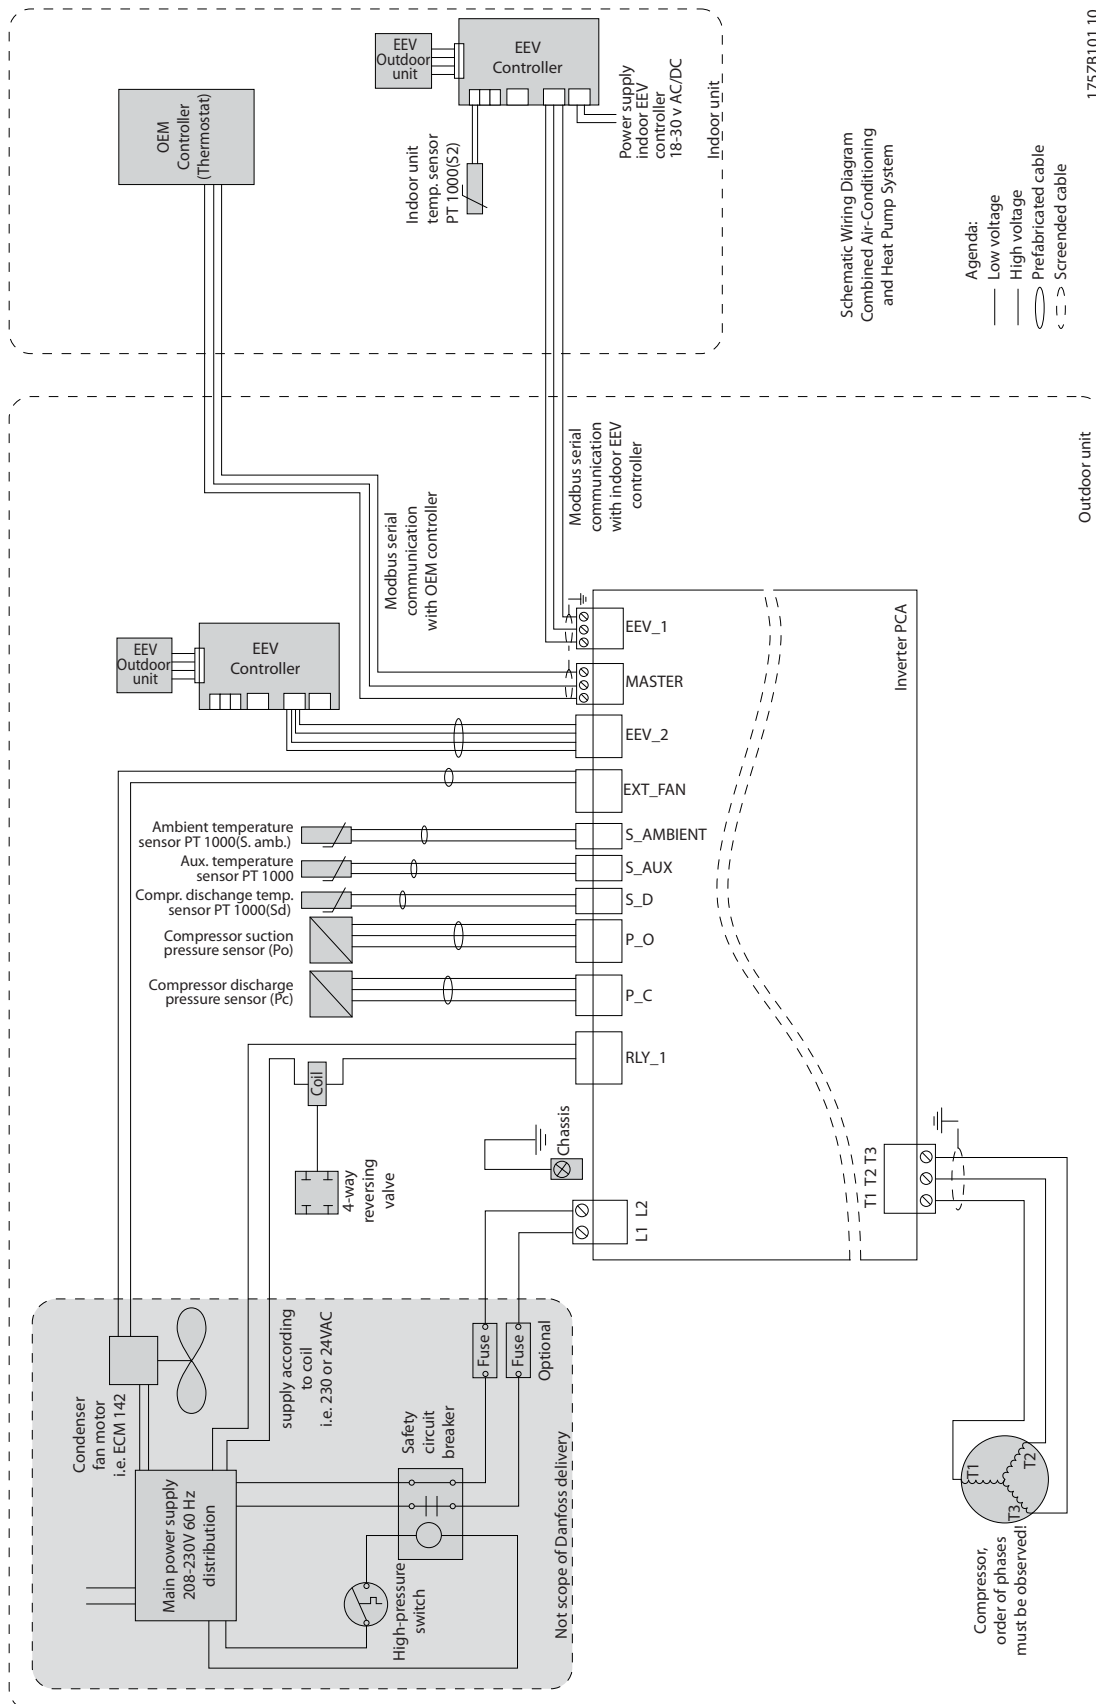 175ZB101.10
EEV
Outdoor
unit
EEV
Controller
OEM
Controller
(Thermostat)
Indoor unit
temp. sensor
PT 1000(S2)
Power supply
indoor EEV
controller
18-30 v AC/DC
Indoor unit
Schematic Wiring Diagram
Combined Air-Conditioning
and Heat Pump System
Agenda:
Low voltage
High voltage
Prefabricated cable
Screended cable
Modbus serial
communication
with OEM controller
Modbus serial
communication
with indoor EEV
controller
Outdoor unit
EEV
Outdoor
unit
EEV
Controller
EEV_1
MASTER
EEV_2
EXT_FAN
S_AMBIENT
S_AUX
S_D
P_O
P_C
RLY_1
Inverter PCA
Ambient temperature
sensor PT 1000(S. amb.)
Aux. temperature
sensor PT 1000
Compr. discharge temp.
sensor PT 1000(Sd)
Compressor suction
pressure sensor (Po)
Compressor discharge
pressure sensor (Pc)
Coil
4-way
reversing
valve
Chassis
L1 L2
T1 T2 T3
Condenser
fan motor
i.e. ECM 142
supply according
to coil
i.e. 230 or 24VAC
Fuse
Fuse
Optional
Safety
circuit
breaker
Main power supply
208-230V 60 Hz
distribution
High-pressure
switch
Not scope of Danfoss delivery
T1
T2
T3
Compressor,
order of phases
must be observed!